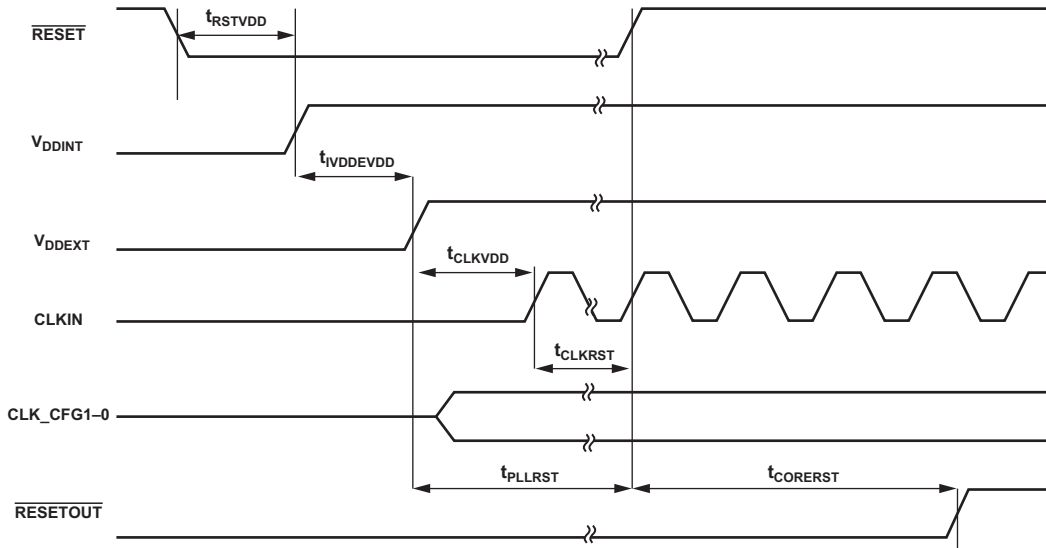 RESET
tRSTVDD
VDDINT
tIVDDEVDD
VDDEXT
tCLKVDD
CLKIN
tCLKRST
CLK_CFG1–0
tPLLRST
tCORERST
RESETOUT